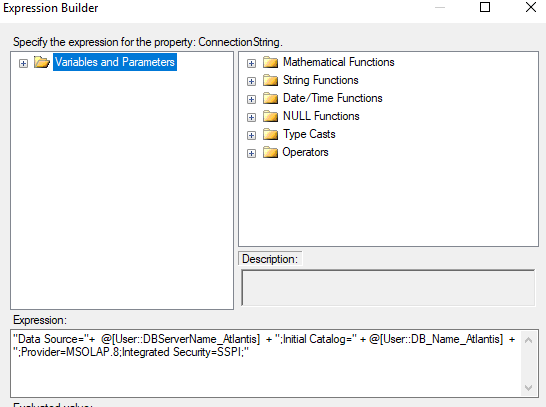 Expression Builder
Specify the expression for the property: ConnectionString.
Variables and Parameters
Mathematical Functions
String Functions
Date/Time Functions
NULL Functions
Type Casts
Operators
Description:
Expression:
"Data Source="+ @[User::DBServerName_Atlantis] + ";Initial Catalog=" + @[User::DB_Name_Atlantis] +
";Provider=MSOLAP.8;Integrated Security=SSPI;"
Evaluated value: